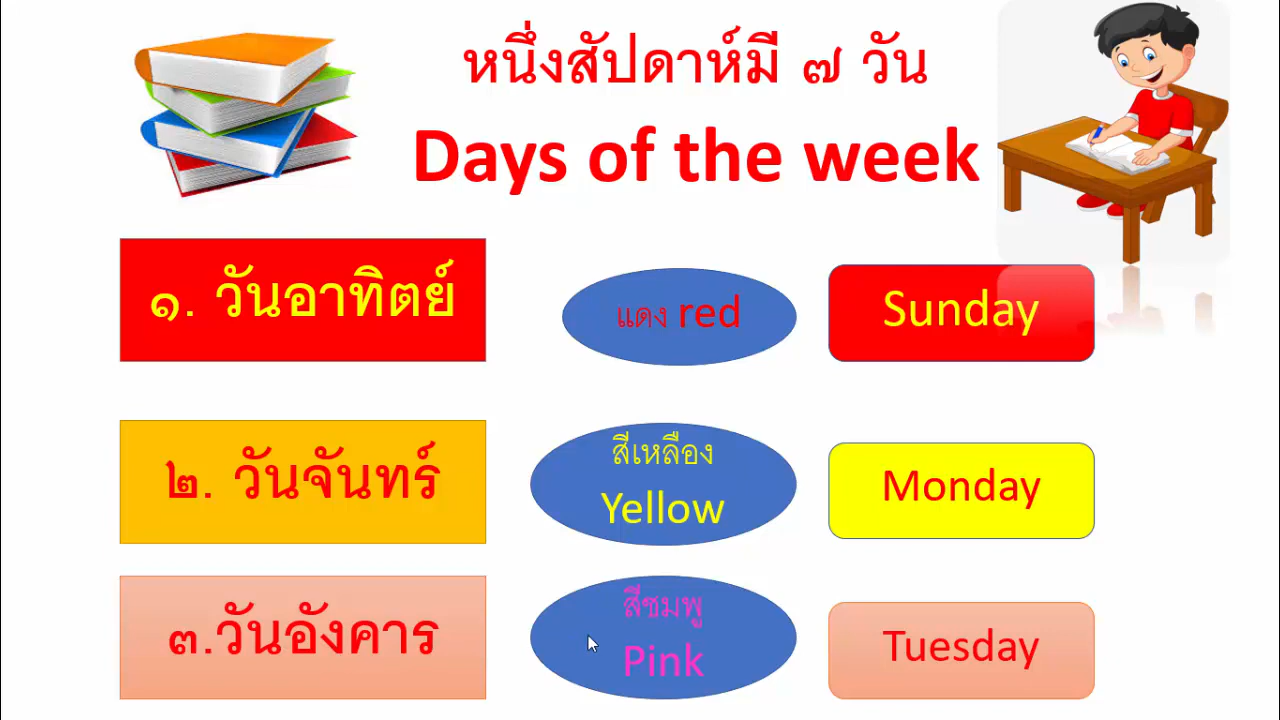 หนึ่งสัปดาห์มี ๗ วัน
Days of the week
๑. วันอาทิตย์
แดง red
Sunday
๒. วันจันทร์
สีเหลือง
Yellow
Monday
๓.วันอังคาร
สีชมพู
Pink
Tuesday